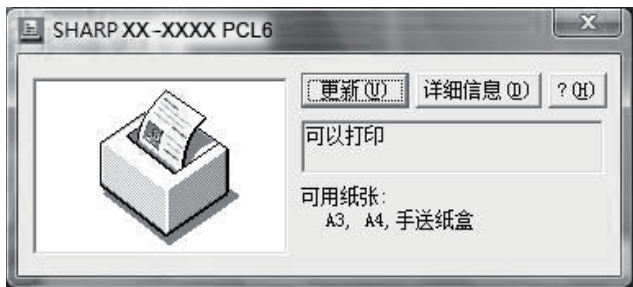 SHARP XX-XXXX PCL6
更新(U) 详细信息(D) ?(H)
可以打印
可用纸张:
A3, A4,手送纸盒